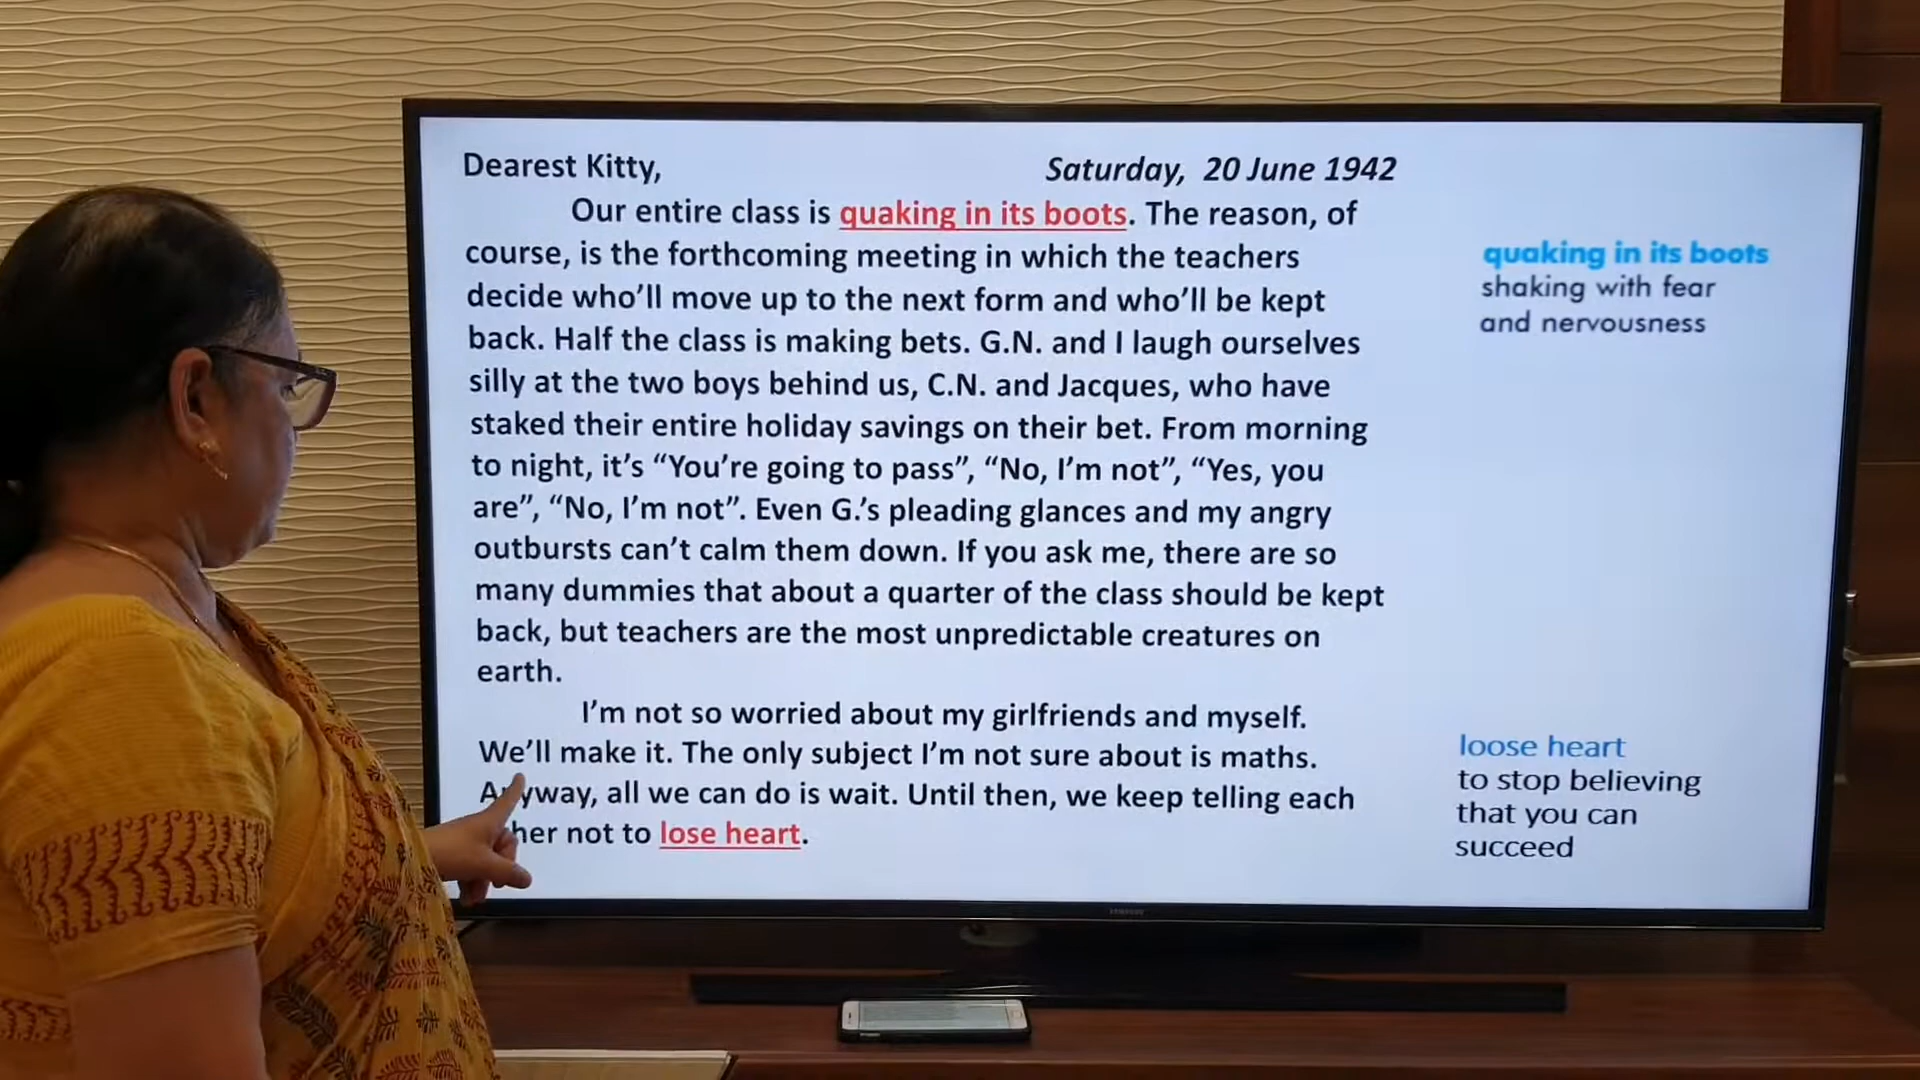 Dearest Kitty,
Saturday, 20 June 1942
Our entire class is quaking in its boots. The reason, of
course, is the forthcoming meeting in which the teachers
decide who'll move up to the next form and who'll be kept
back. Half the class is making bets. G.N. and I laugh ourselves
silly at the two boys behind us, C.N. and Jacques, who have
staked their entire holiday savings on their bet. From morning
to night, it's “You're going to pass”, “No, I'm not”, “Yes, you
are”, “No, I'm not”. Even G.'s pleading glances and my angry
outbursts can't calm them down. If you ask me, there are so
many dummies that about a quarter of the class should be kept
back, but teachers are the most unpredictable creatures on
earth.
I'm not so worried about my girlfriends and myself.
We'll make it. The only subject I'm not sure about is maths.
Anyway, all we can do is wait. Until then, we keep telling each
her not to lose heart.
quaking in its boots
shaking with fear
and nervousness
loose heart
to stop believing
that you can
succeed
SAMSUNG